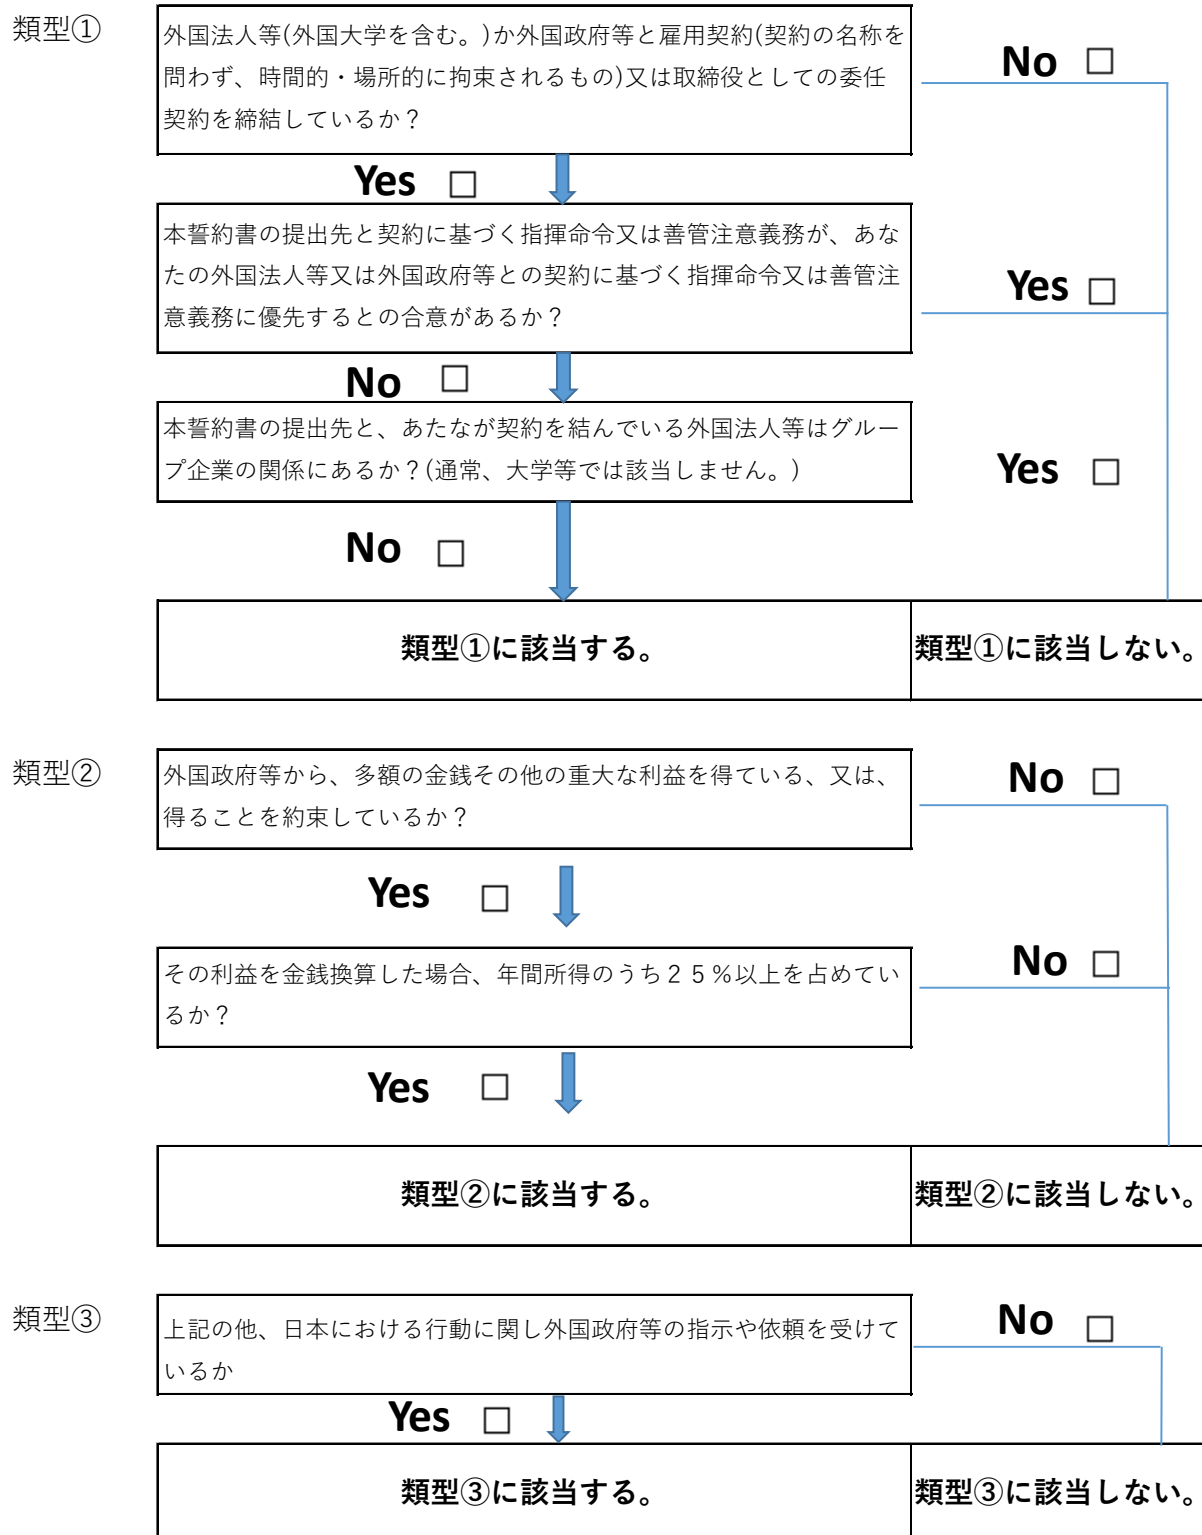 類型①
外国法人等(外国大学を含む。)か外国政府等と雇用契約(契約の名称を
問わず、時間的・場所的に拘束されるもの)又は取締役としての委任
契約を締結しているか？
No □
Yes □
本誓約書の提出先と契約に基づく指揮命令又は善管注意義務が、あな
たの外国法人等又は外国政府等との契約に基づく指揮命令又は善管注
意義務に優先するとの合意があるか？
Yes □
No □
本誓約書の提出先と、あたなが契約を結んでいる外国法人等はグルー
プ企業の関係にあるか？(通常、大学等では該当しません。)
Yes □
No □
類型①に該当する。
類型①に該当しない。
類型②
外国政府等から、多額の金銭その他の重大な利益を得ている、又は、
得ることを約束しているか？
No □
Yes □
その利益を金銭換算した場合、年間所得のうち２５％以上を占めてい
るか？
No □
Yes □
類型②に該当する。
類型②に該当しない。
類型③
上記の他、日本における行動に関し外国政府等の指示や依頼を受けて
いるか
No □
Yes □
類型③に該当する。
類型③に該当しない。